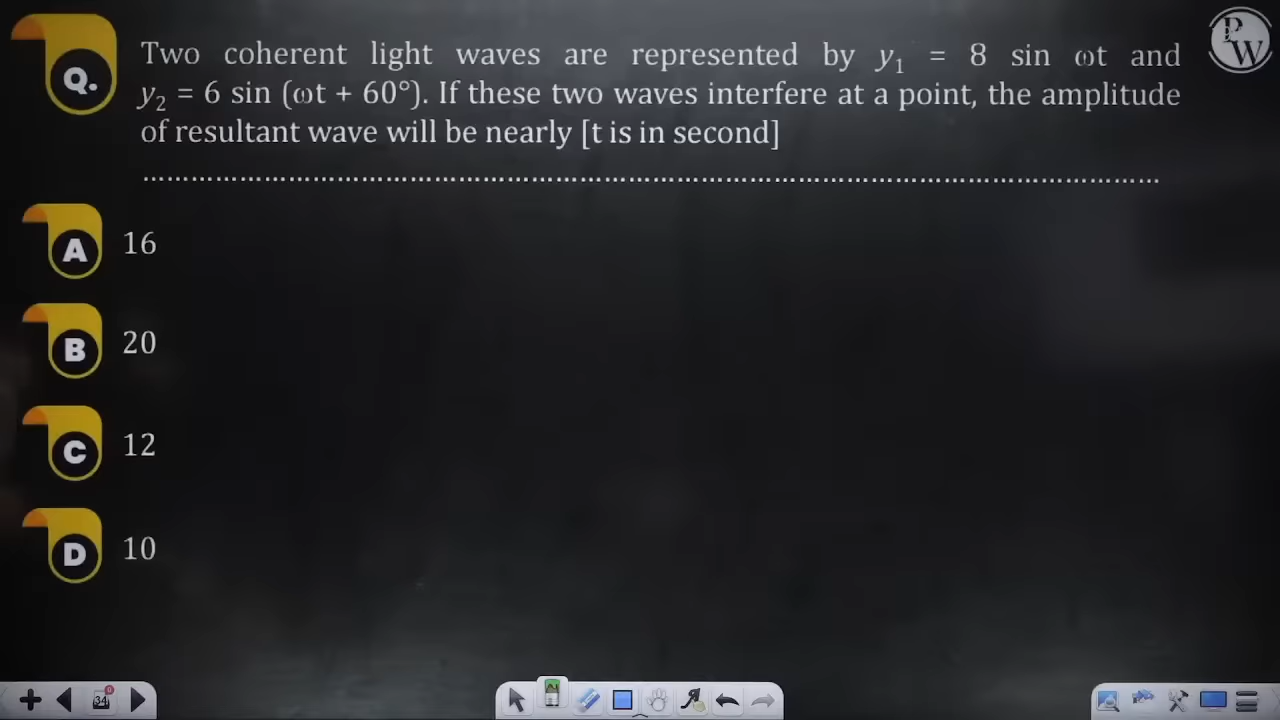 Q. Two coherent light waves are represented by y₁ = 8 sin ωt and
y₂ = 6 sin (ωt + 60°). If these two waves interfere at a point, the amplitude
of resultant wave will be nearly [t is in second]
A 16
B 20
C 12
D 10
PW
34